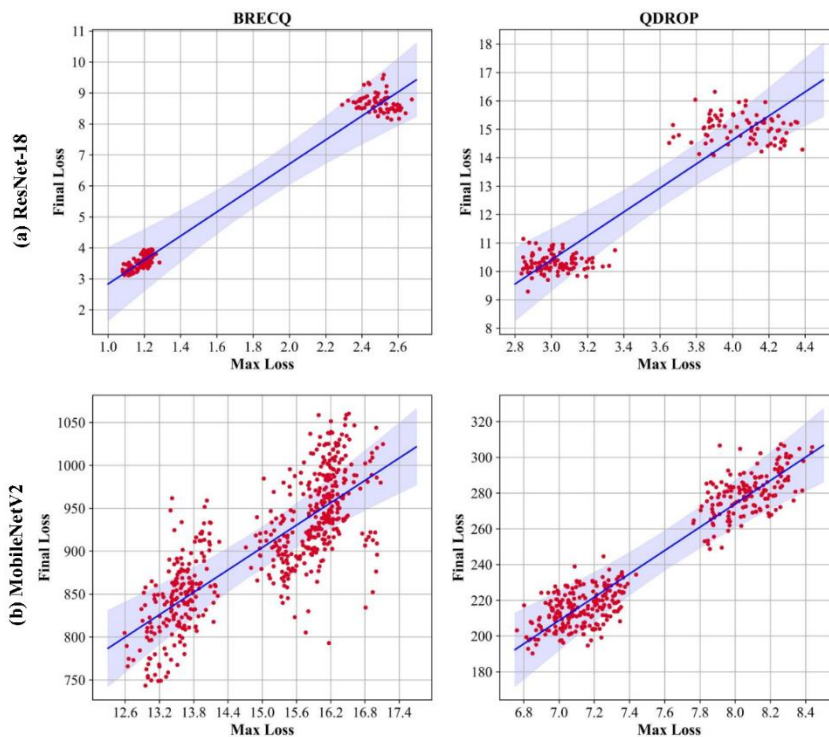 BRECQ
QDROP
(a) ResNet-18
Final Loss
11
10
9
8
7
6
5
4
3
2
1.0 1.2 1.4 1.6 1.8 2.0 2.2 2.4 2.6
Max Loss
Final Loss
18
17
16
15
14
13
12
11
10
9
8
2.8 3.0 3.2 3.4 3.6 3.8 4.0 4.2 4.4
Max Loss
(b) MobileNetV2
Final Loss
1050
1000
950
900
850
800
750
12.6 13.2 13.8 14.4 15.0 15.6 16.2 16.8 17.4
Max Loss
Final Loss
320
300
280
260
240
220
200
180
6.8 7.0 7.2 7.4 7.6 7.8 8.0 8.2 8.4
Max Loss